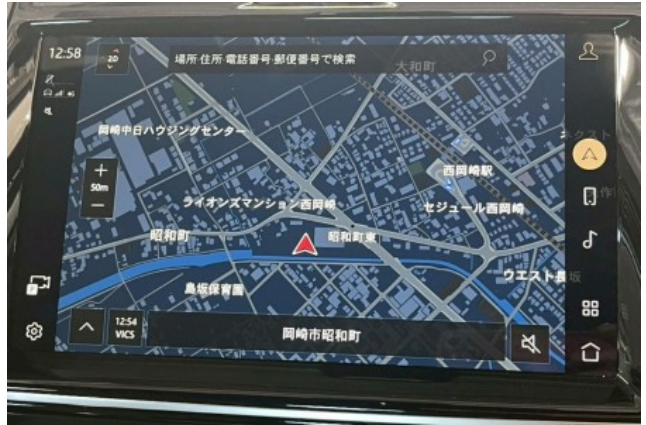 12:58
2D
場所·住所·電話番号·郵便番号で検索
大和町
4G
岡崎中日ハウジングセンター
西岡崎駅
50m
ライオンズマンション西岡崎
セジュール西岡崎
昭和町
昭和町東
ウエスト長坂
島坂保育園
12:54
VICS
岡崎市昭和町